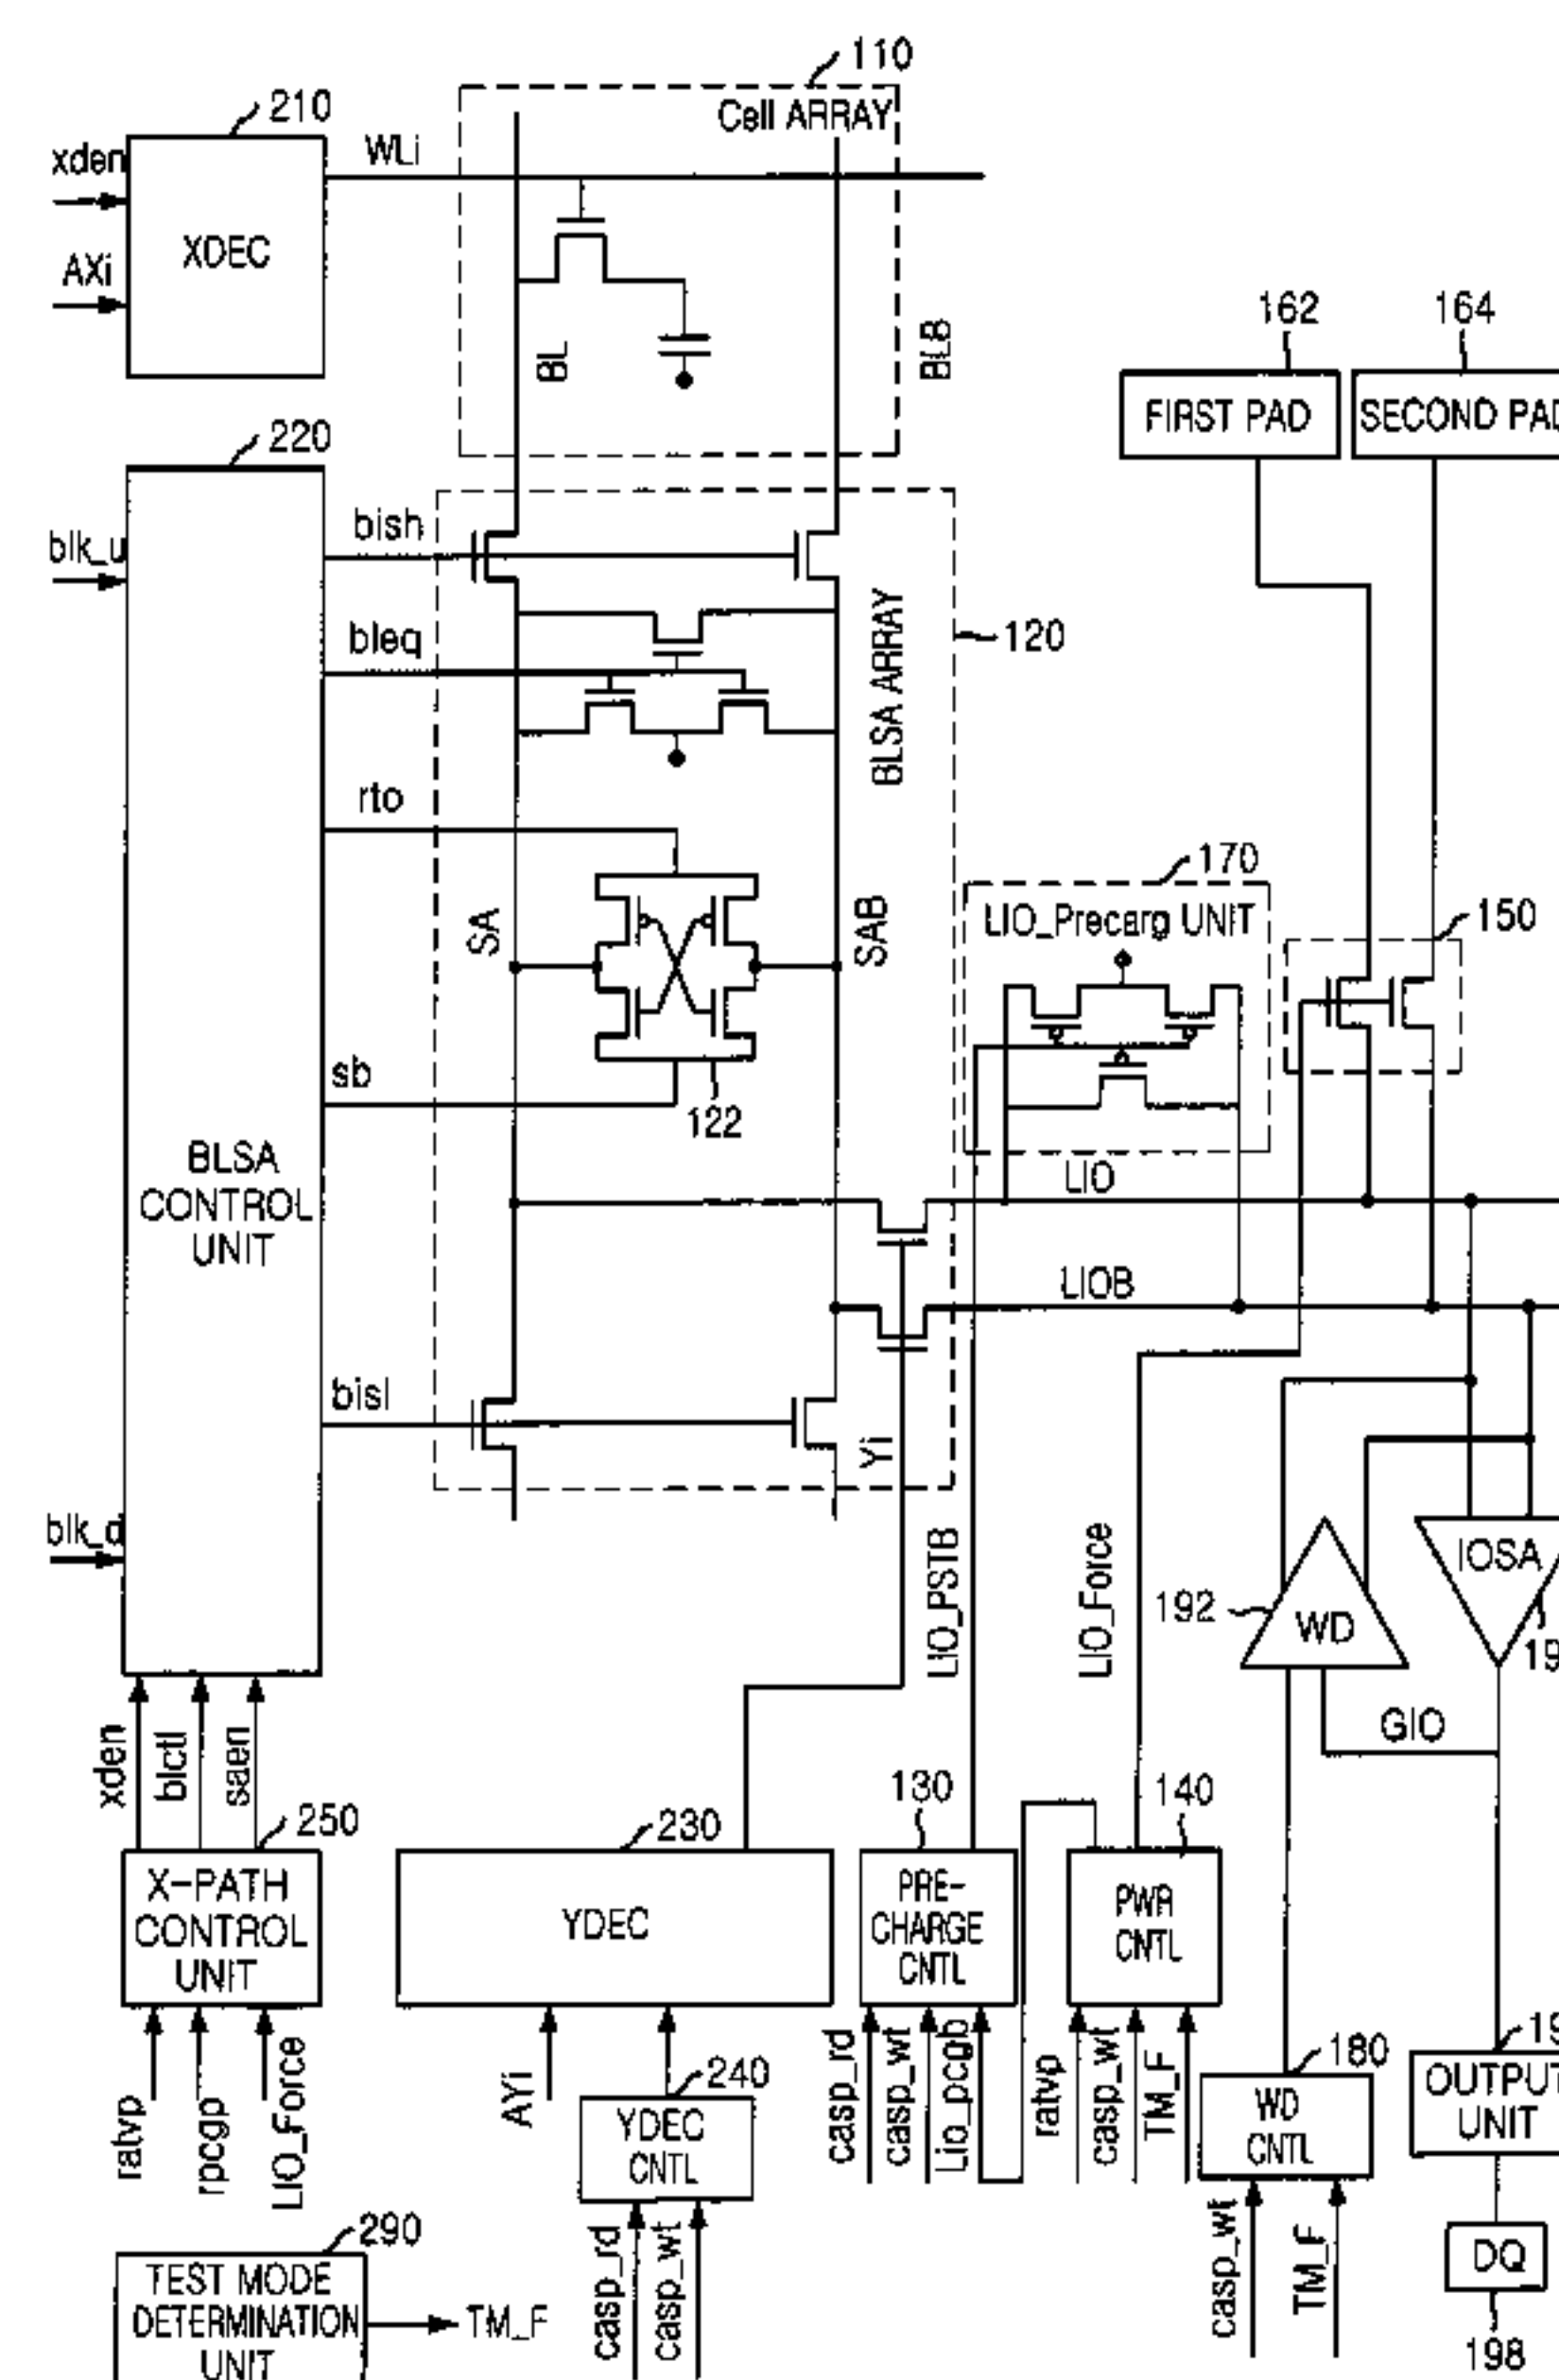 110
Cell ARRAY
210
xden
WLi
XDEC
AXi
BL
BLB
162
164
FIRST PAD
SECOND PAD
220
blk_u
bish
bleq
120
BLSA ARRAY
rto
170
LIO_Precarg UNIT
150
SA
SAB
sb
122
BLSA
CONTROL
UNIT
LIO
LIOB
bisl
Yi
blk_d
LIO_PSTB
LIO_Force
192
WD
IOSA
19
GIO
xden
blctl
saen
250
X-PATH
CONTROL
UNIT
230
YDEC
130
PRE-
CHARGE
CNTL
140
PWR
CNTL
ratvp
rpcgp
LIO_Force
AYi
240
YDEC
CNTL
casp_rd
casp_wt
Lio_pcgb
ratvp
casp_wt
TM_F
180
WD
CNTL
19
OUTPUT
UNIT
290
TEST MODE
DETERMINATION
UNIT
TM_F
casp_rd
casp_wt
casp_wt
TM_F
DQ
198